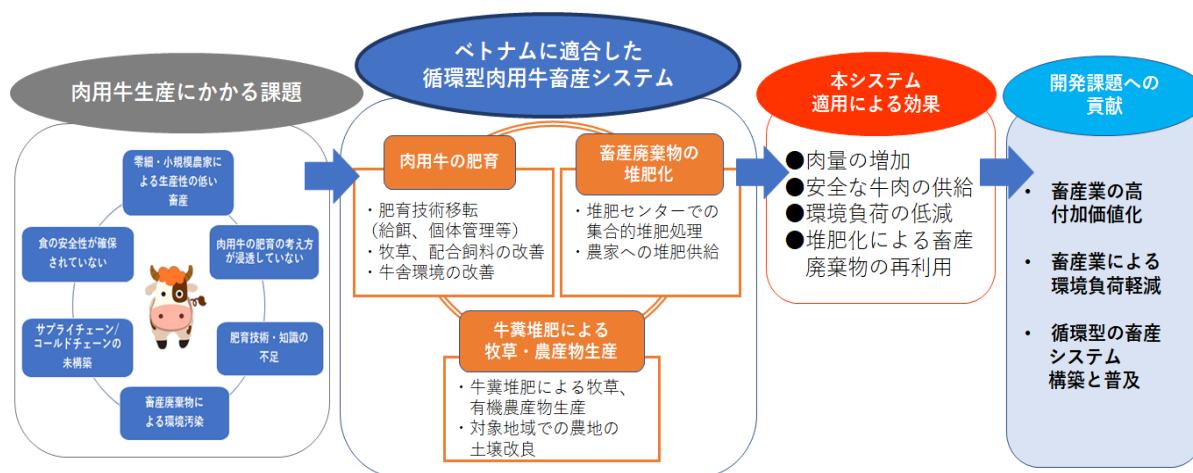 肉用牛生産にかかる課題
零細・小規模農家に
よる生産性の低い
畜産
肉用牛の肥育の考え方
が浸透していない
肥育技術・知識の
不足
畜産廃棄物に
よる環境汚染
サプライチェーン/
コールドチェーンの
未構築
食の安全性が確保
されていない
ベトナムに適合した
循環型肉用牛畜産システム
肉用牛の肥育
・肥育技術移転
（給餌、個体管理等）
・牧草、配合飼料の改善
・牛舎環境の改善
畜産廃棄物の
堆肥化
・堆肥センターでの
集合的堆肥処理
・農家への堆肥供給
牛糞堆肥による
牧草・農産物生産
・牛糞堆肥による牧草、
有機農産物生産
・対象地域での農地の
土壌改良
本システム
適用による効果
●肉量の増加
●安全な牛肉の供給
●環境負荷の低減
●堆肥化による畜産
廃棄物の再利用
開発課題への
貢献
• 畜産業の高
付加価値化
• 畜産業による
環境負荷軽減
• 循環型の畜産
システム
構築と普及